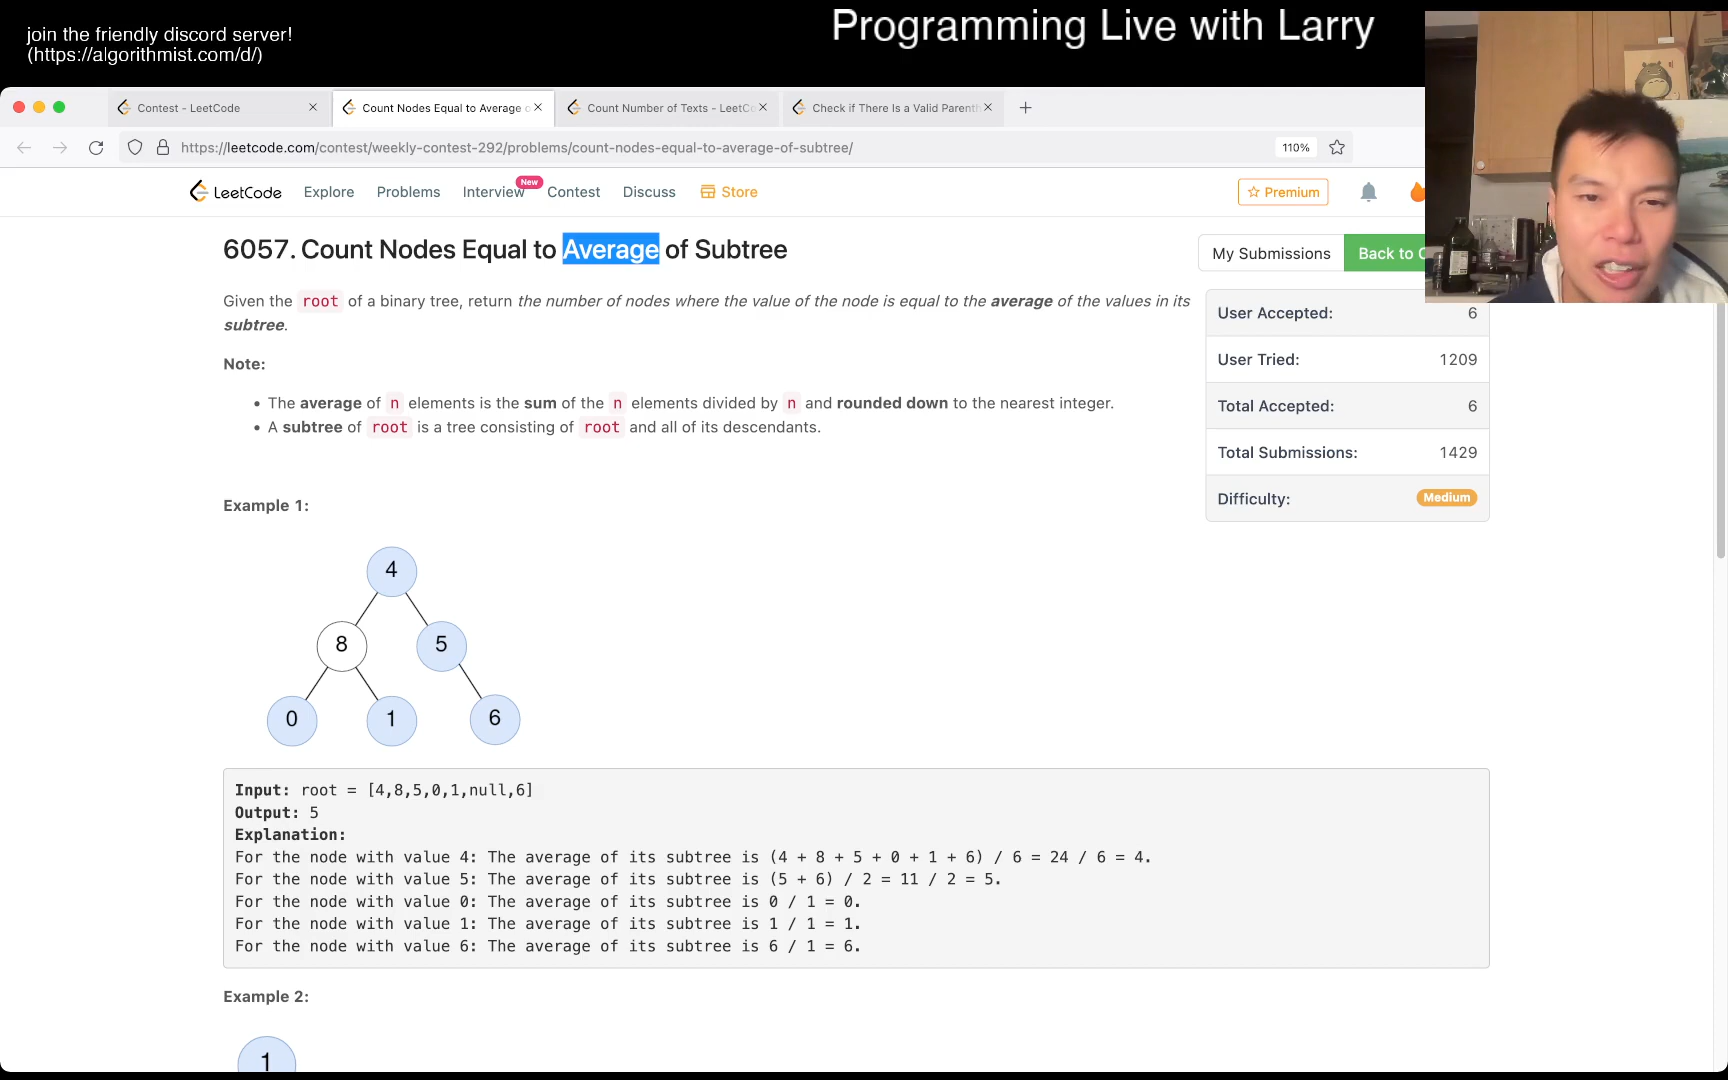 join the friendly discord server!
(https://algorithmist.com/d/)
Programming Live with Larry
Contest - LeetCode
Count Nodes Equal to Average o
Count Number of Texts - LeetCo
Check if There Is a Valid Parenth
https://leetcode.com/contest/weekly-contest-292/problems/count-nodes-equal-to-average-of-subtree/
110%
LeetCode
Explore
Problems
Interview
New
Contest
Discuss
Store
Premium
6057. Count Nodes Equal to Average of Subtree
My Submissions
Back to C
Given the root of a binary tree, return the number of nodes where the value of the node is equal to the average of the values in its
subtree.
Note:
• The average of n elements is the sum of the n elements divided by n and rounded down to the nearest integer.
• A subtree of root is a tree consisting of root and all of its descendants.
User Accepted: 6
User Tried: 1209
Total Accepted: 6
Total Submissions: 1429
Difficulty: Medium
Example 1:
4
8 5
0 1 6
Input: root = [4,8,5,0,1,null,6]
Output: 5
Explanation:
For the node with value 4: The average of its subtree is (4 + 8 + 5 + 0 + 1 + 6) / 6 = 24 / 6 = 4.
For the node with value 5: The average of its subtree is (5 + 6) / 2 = 11 / 2 = 5.
For the node with value 0: The average of its subtree is 0 / 1 = 0.
For the node with value 1: The average of its subtree is 1 / 1 = 1.
For the node with value 6: The average of its subtree is 6 / 1 = 6.
Example 2:
1